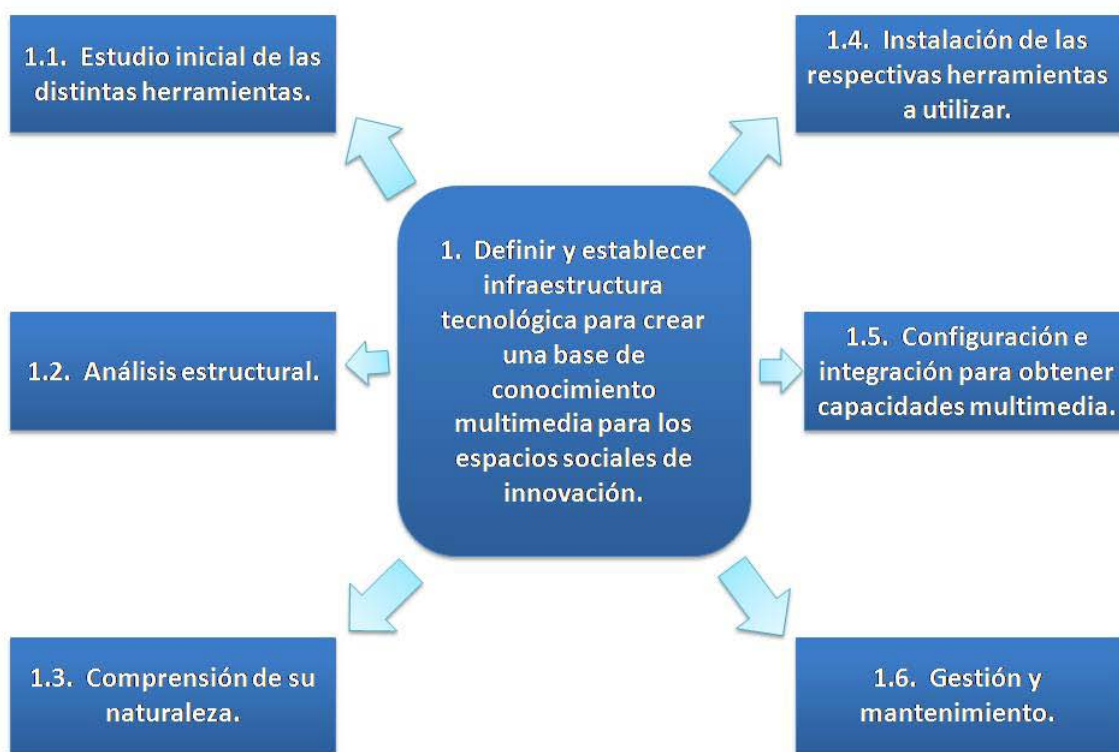 1.1. Estudio inicial de las
distintas herramientas.
1.4. Instalación de las
respectivas herramientas
a utilizar.
1. Definir y establecer
infraestructura
tecnológica para crear
una base de
conocimiento
multimedia para los
espacios sociales de
innovación.
1.2. Análisis estructural.
1.5. Configuración e
integración para obtener
capacidades multimedia.
1.3. Comprensión de su
naturaleza.
1.6. Gestión y
mantenimiento.